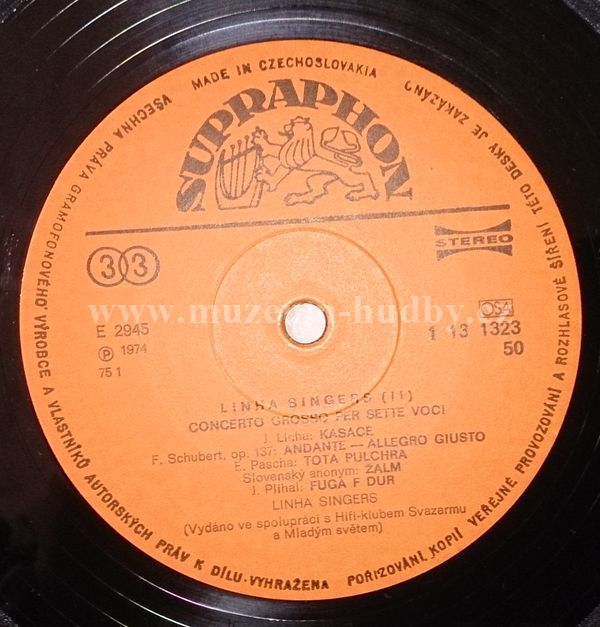 VŠECHNA PRÁVA GRAMOFONOVÉHO VÝROBCE A VLASTNÍKŮ AUTORSKÝCH PRÁV K DÍLU·VYHRAŽENA
POŘIZOVÁNÍ KOPIÍ VEŘEJNÉ PROVOZOVÁNÍ A ROZHLASOVÉ ŠÍŘENÍ TÉTO DESKY JE ZAKÁZÁNO
MADE IN CZECHOSLOVAKIA
SUPRAPHON
33
STEREO
www.muzeum-hudby.cz
OSA
E 2945
1 13 1323
Ⓟ 1974
50
75 1
LINHA SINGERS (II)
CONCERTO GROSSO PER SETTE VOCI
J. Linha: KASACE
F. Schubert, op. 137: ANDANTE — ALLEGRO GIUSTO
E. Pascha: TOTA PULCHRA
Slovenský anonym: ŽALM
J. Plíhal: FUGA F DUR
LINHA SINGERS
(Vydáno ve spolupráci s Hifi-klubem Svazarmu
a Mladým světem)